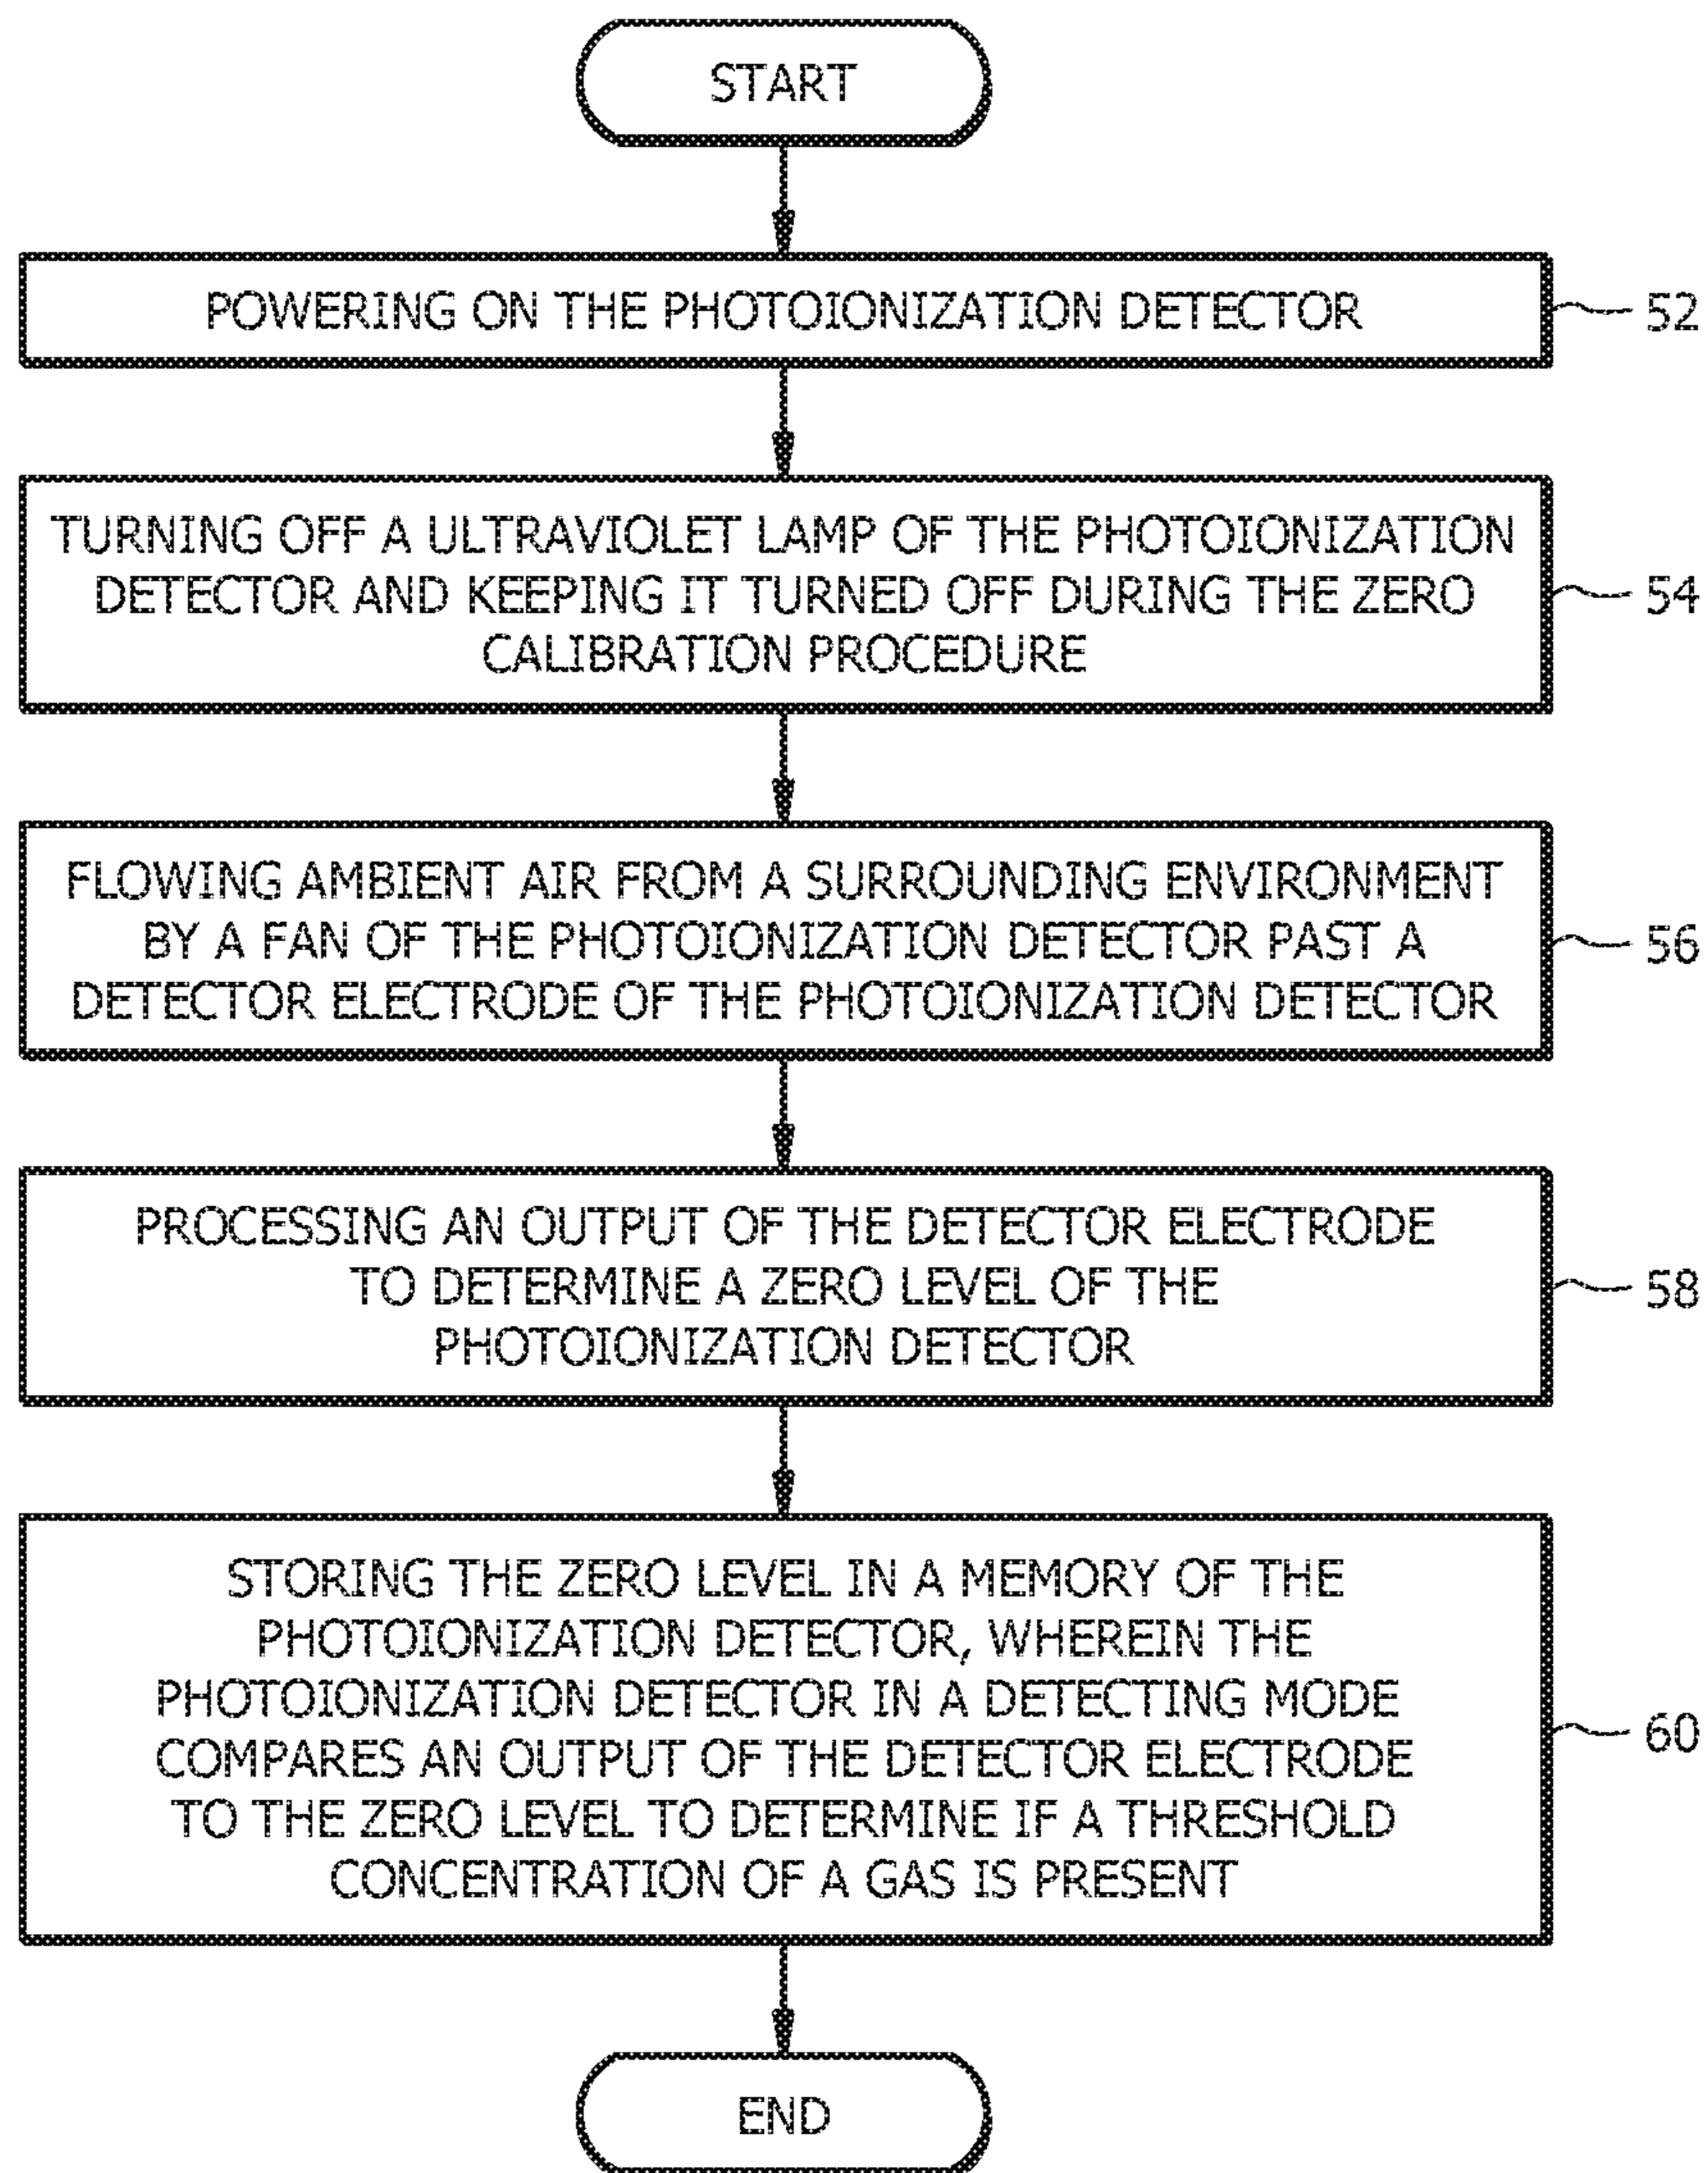 START
POWERING ON THE PHOTOIONIZATION DETECTOR
52
TURNING OFF A ULTRAVIOLET LAMP OF THE PHOTOIONIZATION
DETECTOR AND KEEPING IT TURNED OFF DURING THE ZERO
CALIBRATION PROCEDURE
54
FLOWING AMBIENT AIR FROM A SURROUNDING ENVIRONMENT
BY A FAN OF THE PHOTOIONIZATION DETECTOR PAST A
DETECTOR ELECTRODE OF THE PHOTOIONIZATION DETECTOR
56
PROCESSING AN OUTPUT OF THE DETECTOR ELECTRODE
TO DETERMINE A ZERO LEVEL OF THE
PHOTOIONIZATION DETECTOR
58
STORING THE ZERO LEVEL IN A MEMORY OF THE
PHOTOIONIZATION DETECTOR, WHEREIN THE
PHOTOIONIZATION DETECTOR IN A DETECTING MODE
COMPARES AN OUTPUT OF THE DETECTOR ELECTRODE
TO THE ZERO LEVEL TO DETERMINE IF A THRESHOLD
CONCENTRATION OF A GAS IS PRESENT
60
END